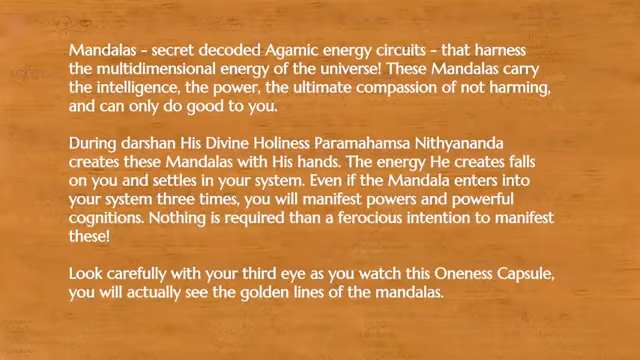 Mandalas - secret decoded Agamic energy circuits - that harness
the multidimensional energy of the universe! These Mandalas carry
the intelligence, the power, the ultimate compassion of not harming,
and can only do good to you.
During darshan His Divine Holiness Paramahamsa Nithyananda
creates these Mandalas with His hands. The energy He creates falls
on you and settles in your system. Even if the Mandala enters into
your system three times, you will manifest powers and powerful
cognitions. Nothing is required than a ferocious intention to manifest
these!
Look carefully with your third eye as you watch this Oneness Capsule,
you will actually see the golden lines of the mandalas.